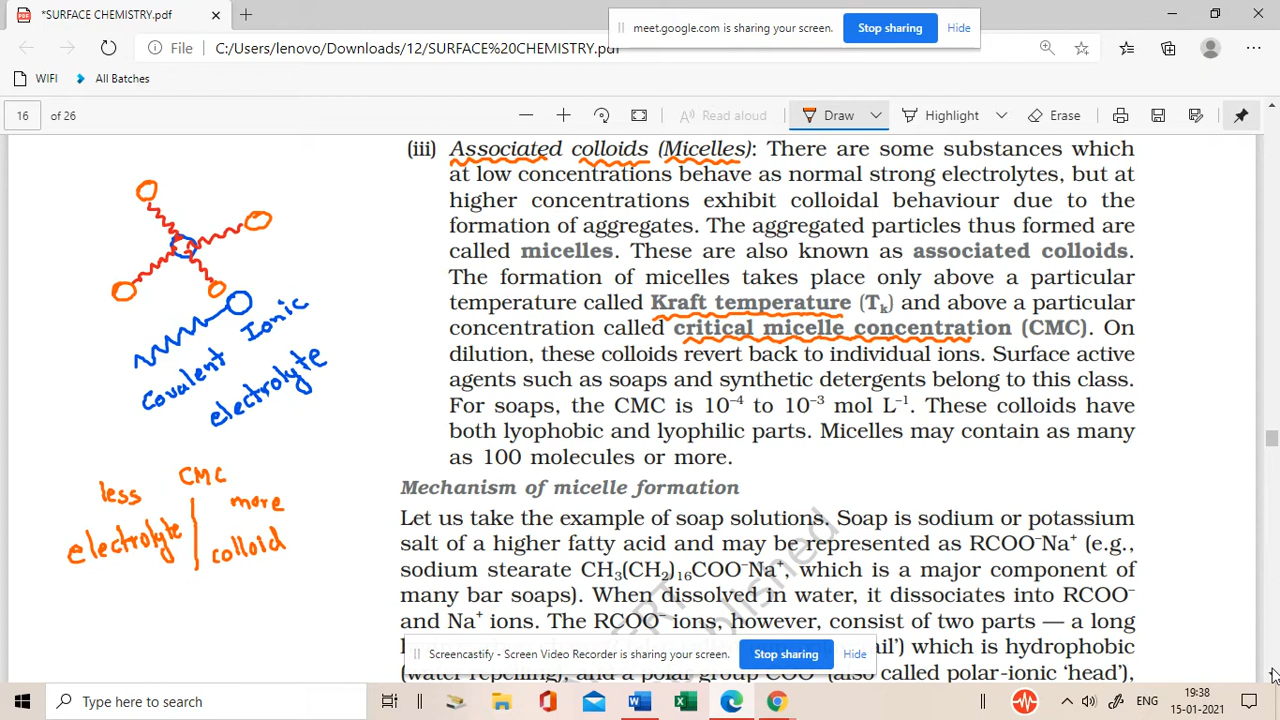 *SURFACE CHEMISTRY.pdf
meet.google.com is sharing your screen. Stop sharing Hide
File C:/Users/lenovo/Downloads/12/SURFACE%20CHEMISTRY.pdf
WIFI All Batches
16 of 26 Read aloud Draw Highlight Erase
(iii) Associated colloids (Micelles): There are some substances which
at low concentrations behave as normal strong electrolytes, but at
higher concentrations exhibit colloidal behaviour due to the
formation of aggregates. The aggregated particles thus formed are
called micelles. These are also known as associated colloids.
The formation of micelles takes place only above a particular
temperature called Kraft temperature (Tk) and above a particular
concentration called critical micelle concentration (CMC). On
dilution, these colloids revert back to individual ions. Surface active
agents such as soaps and synthetic detergents belong to this class.
For soaps, the CMC is 10⁻⁴ to 10⁻³ mol L⁻¹. These colloids have
both lyophobic and lyophilic parts. Micelles may contain as many
as 100 molecules or more.
Ionic
Covalent
electrolyte
CMC
less more
electrolyte colloid
Mechanism of micelle formation
Let us take the example of soap solutions. Soap is sodium or potassium
salt of a higher fatty acid and may be represented as RCOO⁻Na⁺ (e.g.,
sodium stearate CH₃(CH₂)₁₆COO⁻Na⁺, which is a major component of
many bar soaps). When dissolved in water, it dissociates into RCOO⁻
and Na⁺ ions. The RCOO⁻ ions, however, consist of two parts — a long
ail') which is hydrophobic
(also called polar-ionic 'head'),
Screencastify - Screen Video Recorder is sharing your screen. Stop sharing Hide
Type here to search
ENG
19:38
15-01-2021